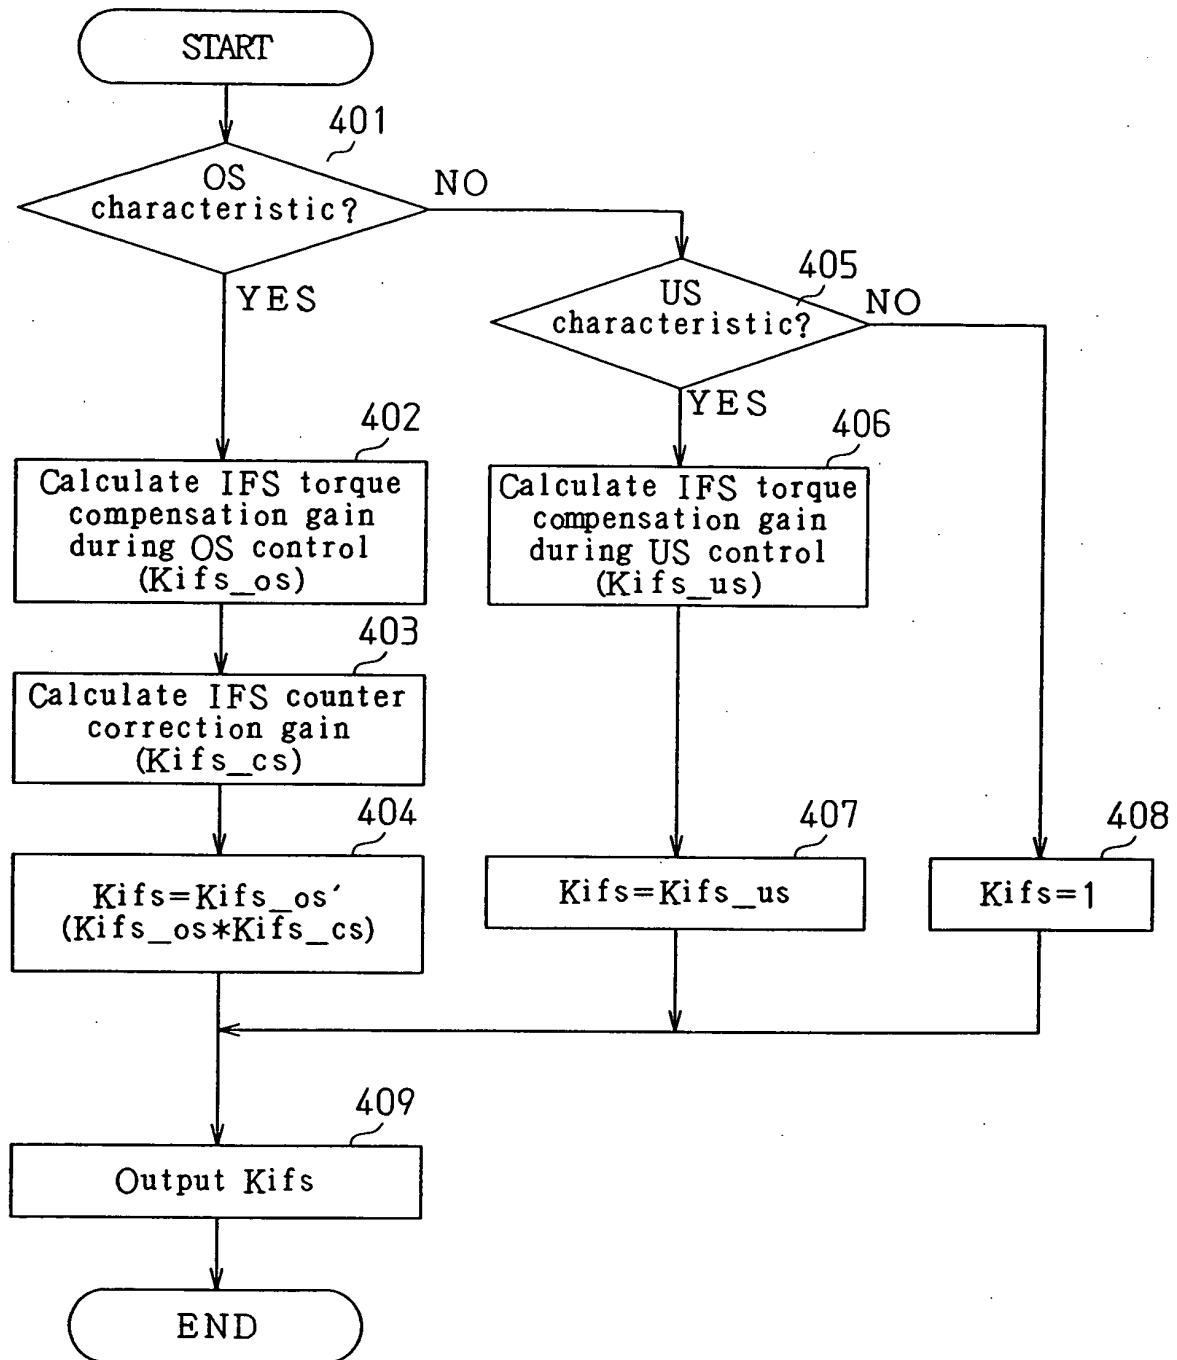 START
401
OS
characteristic?
NO
YES
405
US
characteristic?
NO
YES
402
Calculate IFS torque
compensation gain
during OS control
(Kifs_os)
406
Calculate IFS torque
compensation gain
during US control
(Kifs_us)
403
Calculate IFS counter
correction gain
(Kifs_cs)
404
Kifs=Kifs_os′
(Kifs_os*Kifs_cs)
407
Kifs=Kifs_us
408
Kifs=1
409
Output Kifs
END